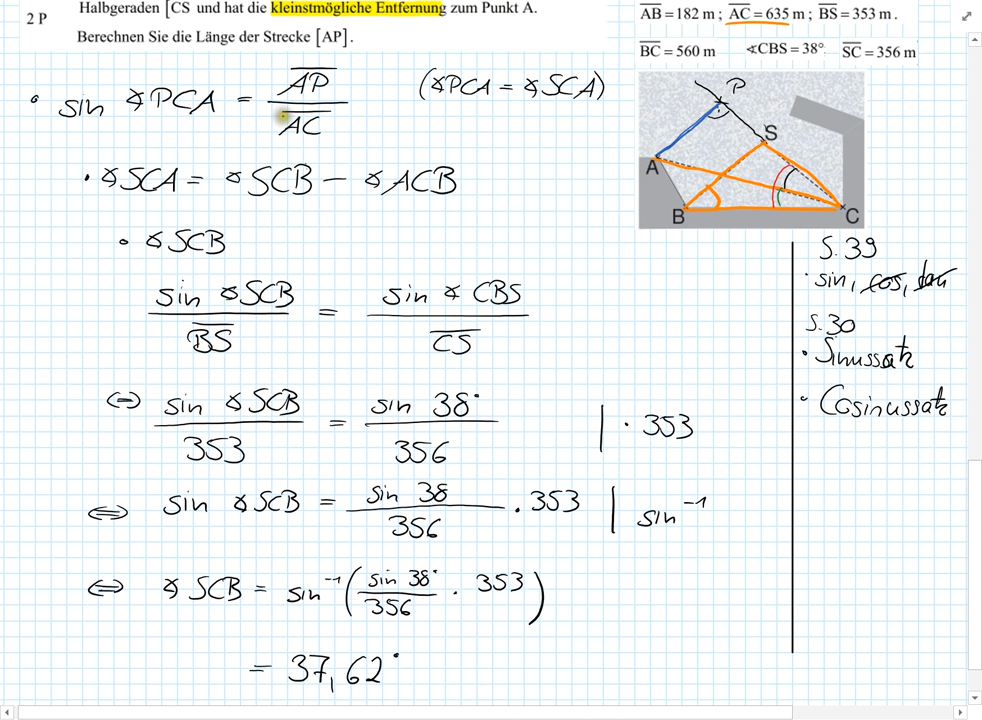 2 P
Halbgeraden [CS und hat die kleinstmögliche Entfernung zum Punkt A.
Berechnen Sie die Länge der Strecke [AP].
AB = 182 m ; AC = 635 m ; BS = 353 m .
BC = 560 m ∢CBS = 38° SC = 356 m
P
S
A
B
C
• sin ∢PCA = AP / AC (∢PCA = ∢SCA)
• ∢SCA = ∢SCB − ∢ACB
• ∢SCB
sin ∢SCB / BS = sin ∢CBS / CS
⇔ sin ∢SCB / 353 = sin 38° / 356 | · 353
⇔ sin ∢SCB = sin 38 / 356 · 353 | sin⁻¹
⇔ ∢SCB = sin⁻¹ ( sin 38° / 356 · 353 )
= 37,62°
S. 39
• sin, cos, tan
S. 30
• Sinussatz
• Cosinussatz